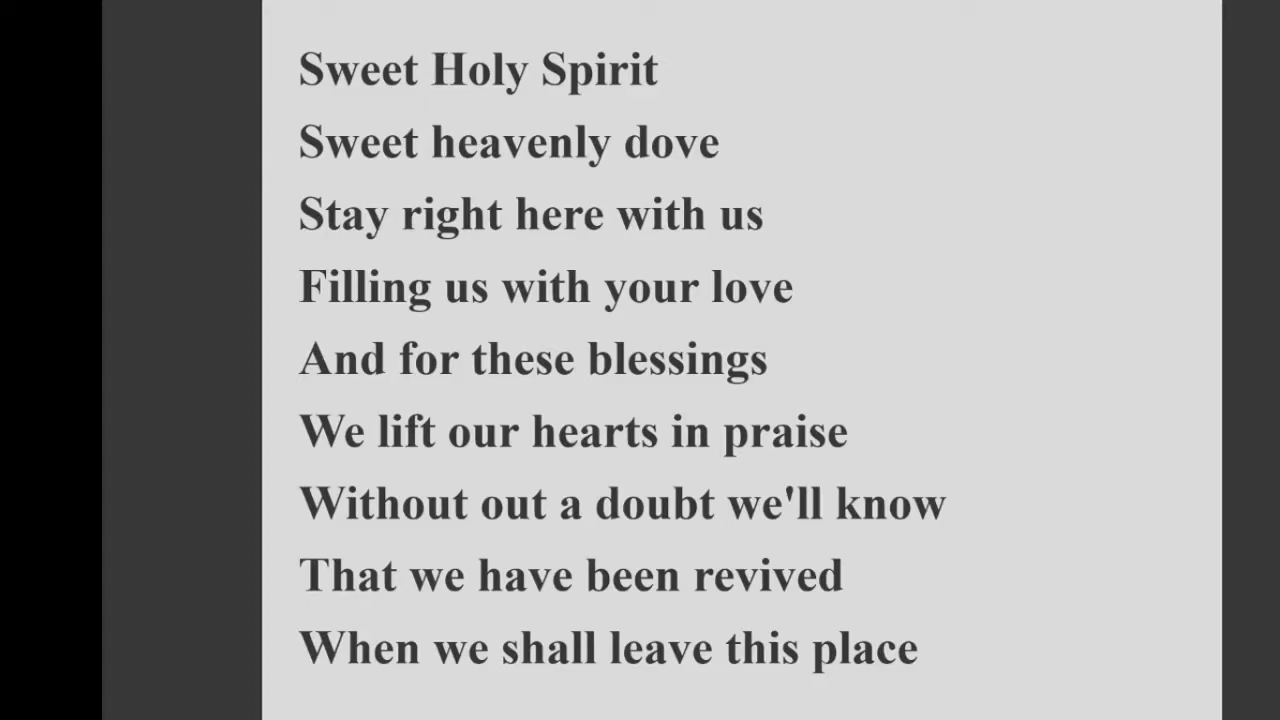 Sweet Holy Spirit
Sweet heavenly dove
Stay right here with us
Filling us with your love
And for these blessings
We lift our hearts in praise
Without out a doubt we'll know
That we have been revived
When we shall leave this place